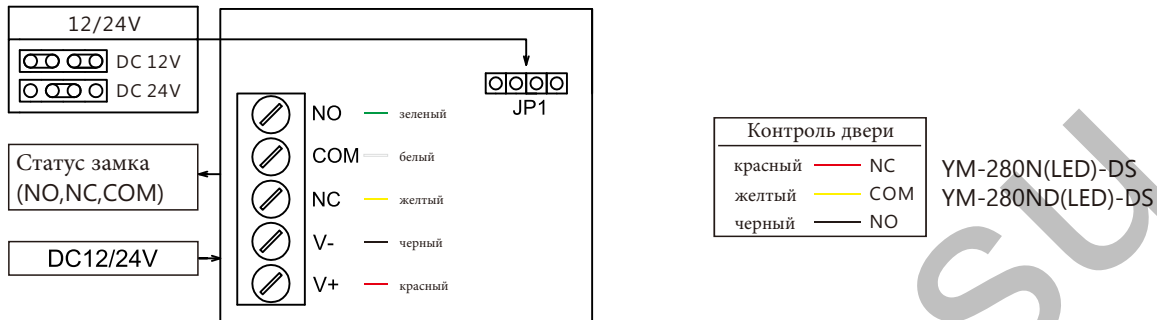 12/24V
DC 12V
DC 24V
JP1
NO зеленый
COM белый
NC желтый
V- черный
V+ красный
Статус замка
(NO,NC,COM)
DC12/24V
Контроль двери
красный NC
желтый COM
черный NO
YM-280N(LED)-DS
YM-280ND(LED)-DS
su